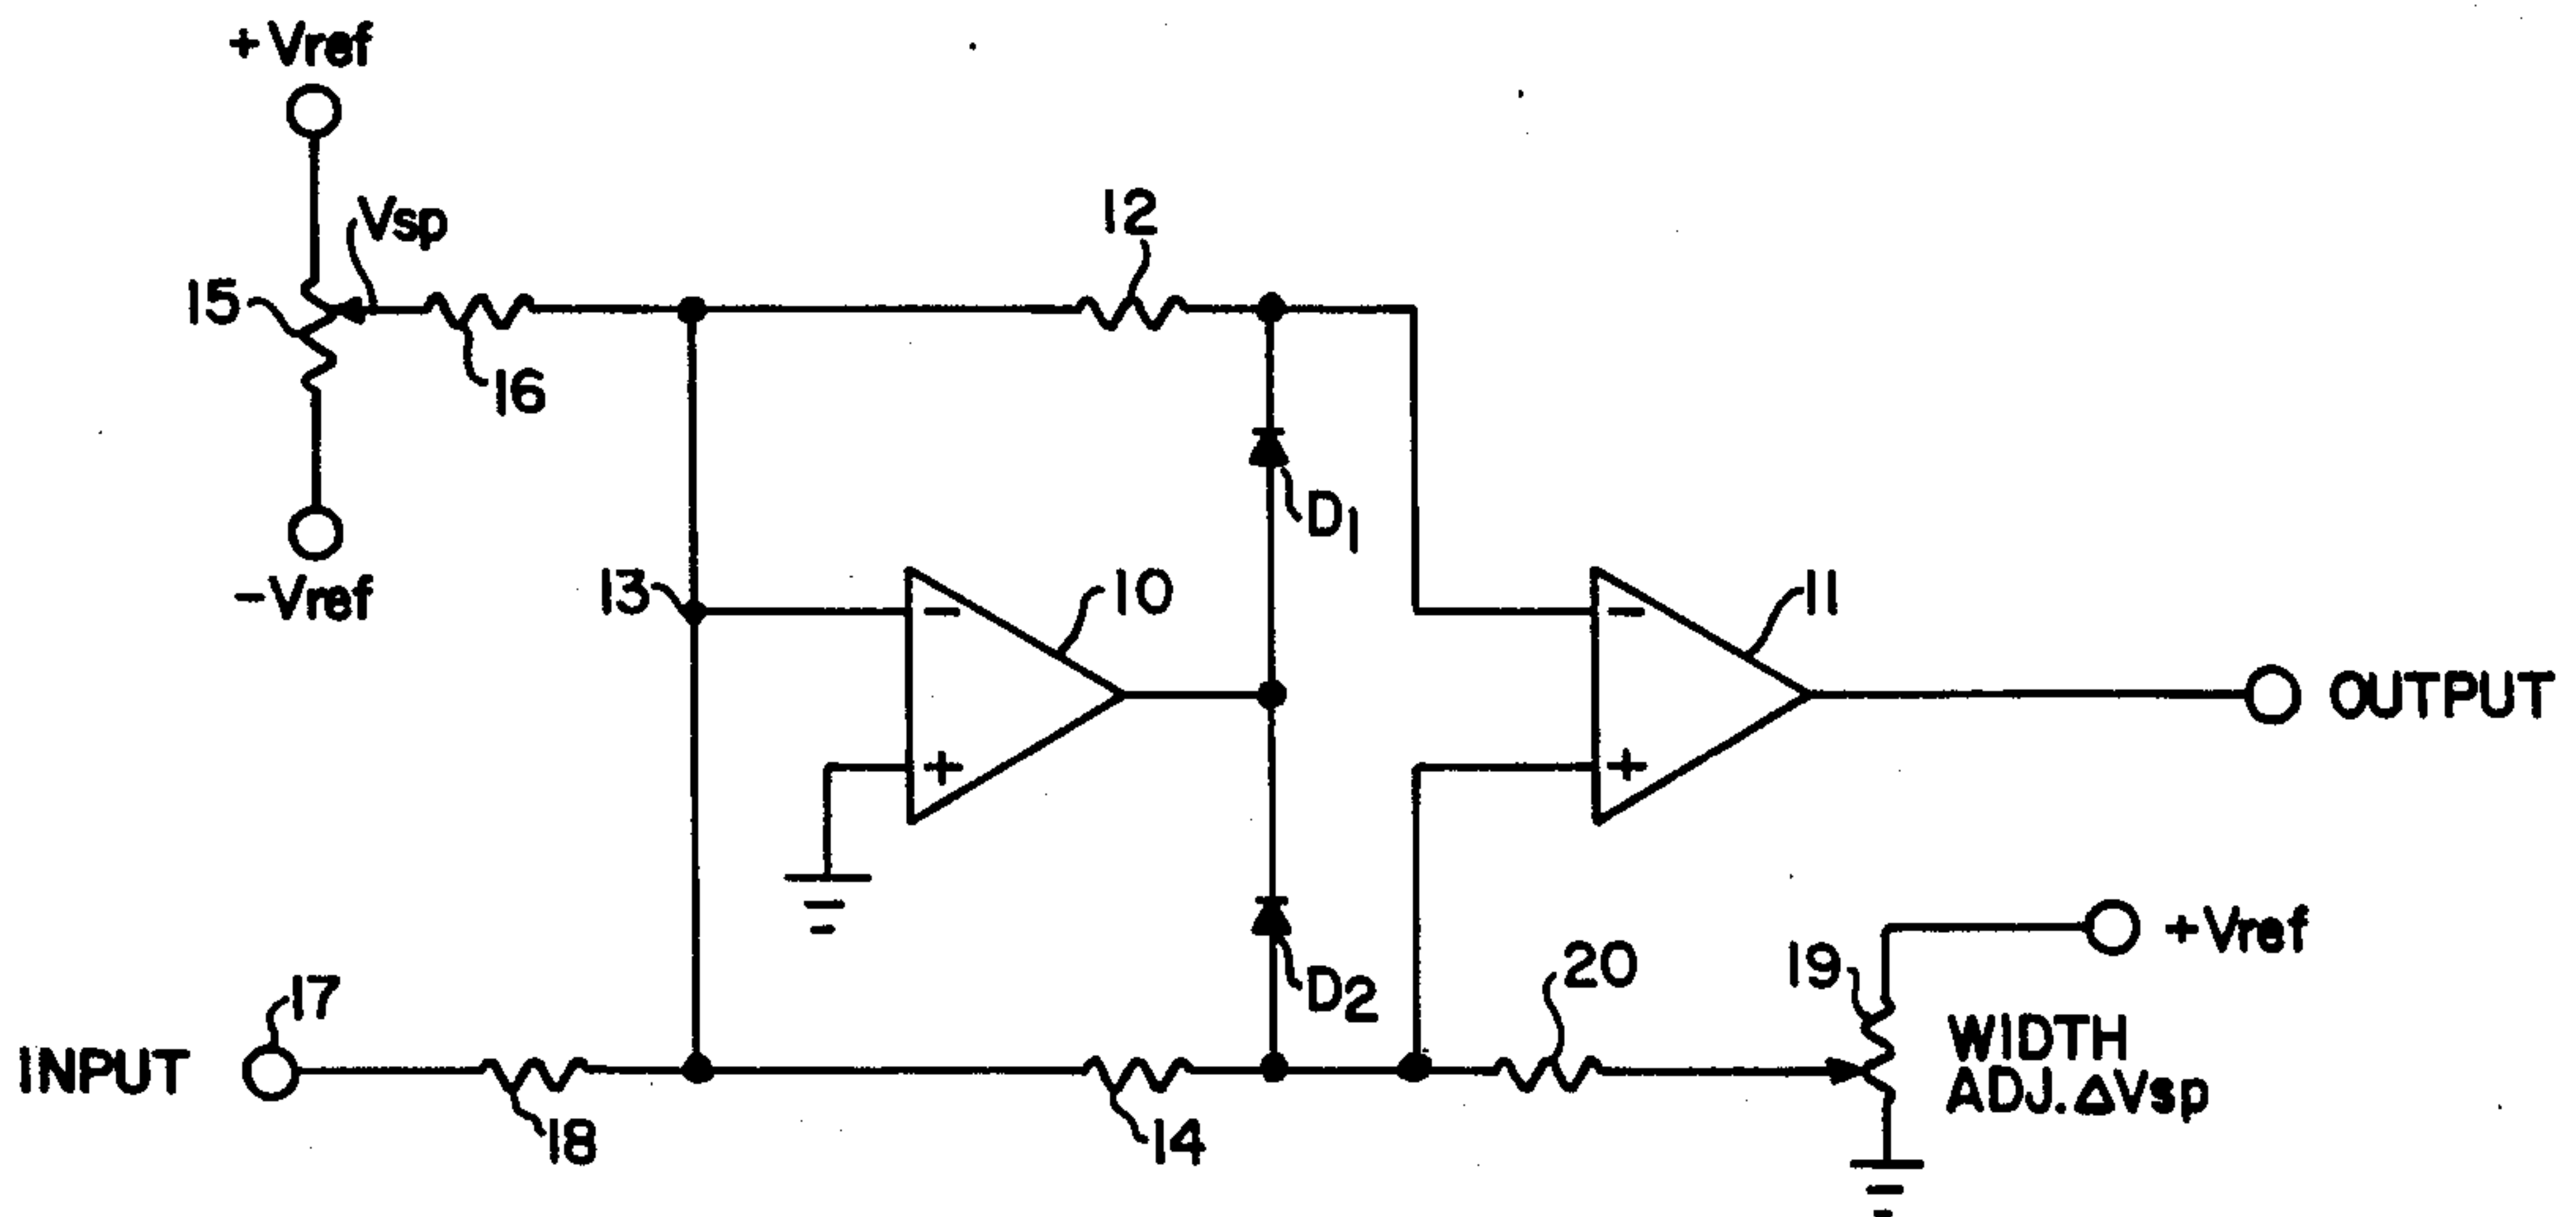 +Vref
Vsp
15
16
12
-Vref
13
10
D1
11
OUTPUT
INPUT
17
18
14
D2
20
19
+Vref
WIDTH
ADJ. ΔVsp
-
+
-
+